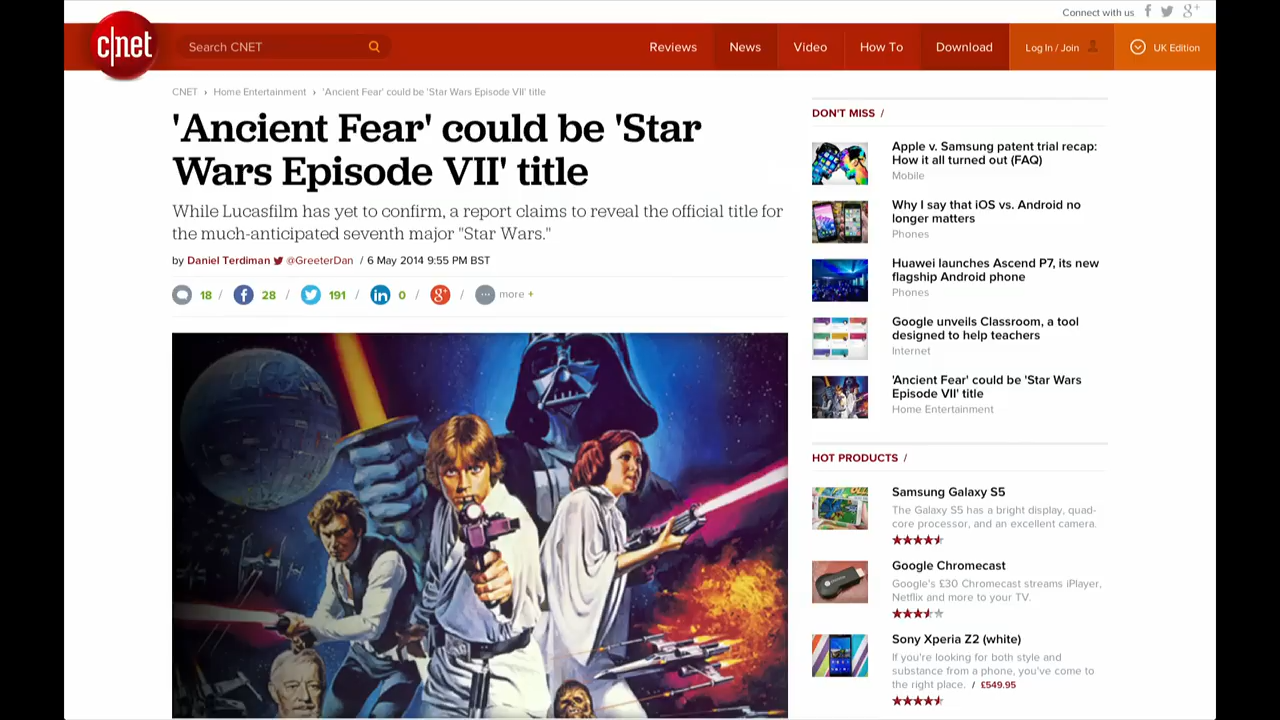 Connect with us
c|net
Search CNET
Reviews
News
Video
How To
Download
Log In / Join
UK Edition
CNET › Home Entertainment › 'Ancient Fear' could be 'Star Wars Episode VII' title
'Ancient Fear' could be 'Star
Wars Episode VII' title
While Lucasfilm has yet to confirm, a report claims to reveal the official title for
the much-anticipated seventh major "Star Wars."
by Daniel Terdiman @GreeterDan / 6 May 2014 9:55 PM BST
18 / 28 / 191 / 0 / / more +
DON'T MISS /
Apple v. Samsung patent trial recap:
How it all turned out (FAQ)
Mobile
Why I say that iOS vs. Android no
longer matters
Phones
Huawei launches Ascend P7, its new
flagship Android phone
Phones
Google unveils Classroom, a tool
designed to help teachers
Internet
'Ancient Fear' could be 'Star Wars
Episode VII' title
Home Entertainment
HOT PRODUCTS /
Samsung Galaxy S5
The Galaxy S5 has a bright display, quad-
core processor, and an excellent camera.
Google Chromecast
Google's £30 Chromecast streams iPlayer,
Netflix and more to your TV.
Sony Xperia Z2 (white)
If you're looking for both style and
substance from a phone, you've come to
the right place. / £549.95